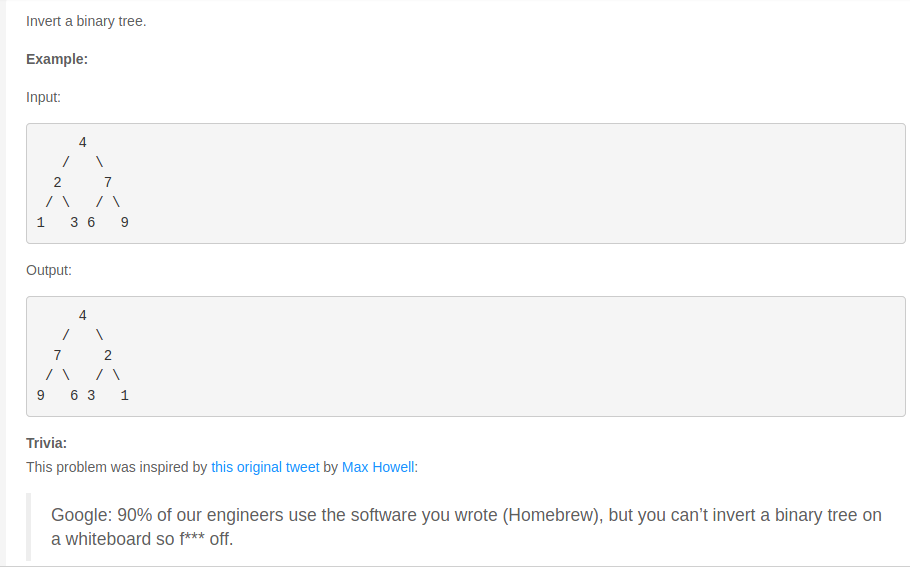 Invert a binary tree.
Example:
Input:
     4
   /   \
  2     7
 / \   / \
1   3 6   9
Output:
     4
   /   \
  7     2
 / \   / \
9   6 3   1
Trivia:
This problem was inspired by this original tweet by Max Howell:
Google: 90% of our engineers use the software you wrote (Homebrew), but you can’t invert a binary tree on
a whiteboard so f*** off.